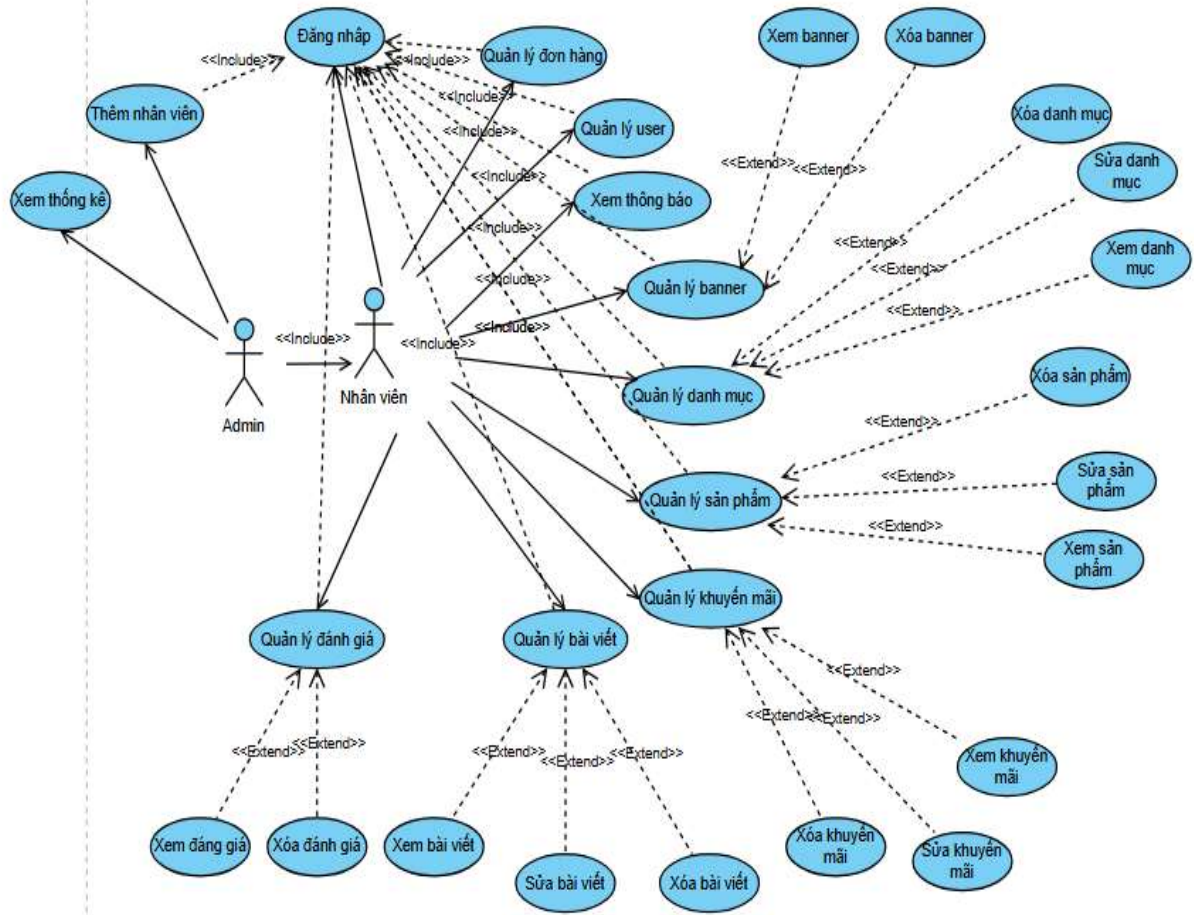 Đăng nhập
Xem banner
Xóa banner
Quản lý đơn hàng
<<Include>>
<<Include>>
<<Include>>
Thêm nhân viên
Xóa danh mục
Quản lý user
<<Include>>
<<Extend>>
<<Extend>>
Sửa danh
mục
<<Include>>
Xem thống kê
Xem thông báo
<<Include>>
<<Extend>>
Xem danh
mục
<<Extend>>
<<Include>>
Quản lý banner
<<Extend>>
<<Include>>
<<Include>>
<<Include>>
Nhân viên
Quản lý danh mục
Xóa sản phẩm
Admin
<<Extend>>
Sửa sản
phẩm
<<Extend>>
Quản lý sản phẩm
<<Extend>>
Xem sản
phẩm
Quản lý khuyến mãi
Quản lý đánh giá
Quản lý bài viết
<<Extend>>
<<Extend>>
<<Extend>>
<<Extend>>
<<Extend>>
<<Extend>>
<<Extend>>
<<Extend>>
Xem khuyến
mãi
Xem đáng giá
Xóa đánh giá
Xem bài viết
Xóa khuyến
mãi
Sửa khuyến
mãi
Sửa bài viết
Xóa bài viết